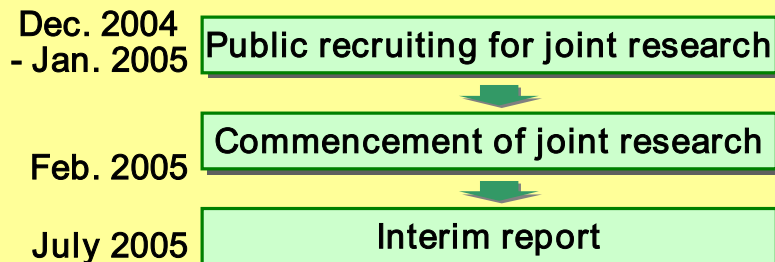 Dec. 2004
- Jan. 2005
Public recruiting for joint research
Commencement of joint research
Feb. 2005
Interim report
July 2005